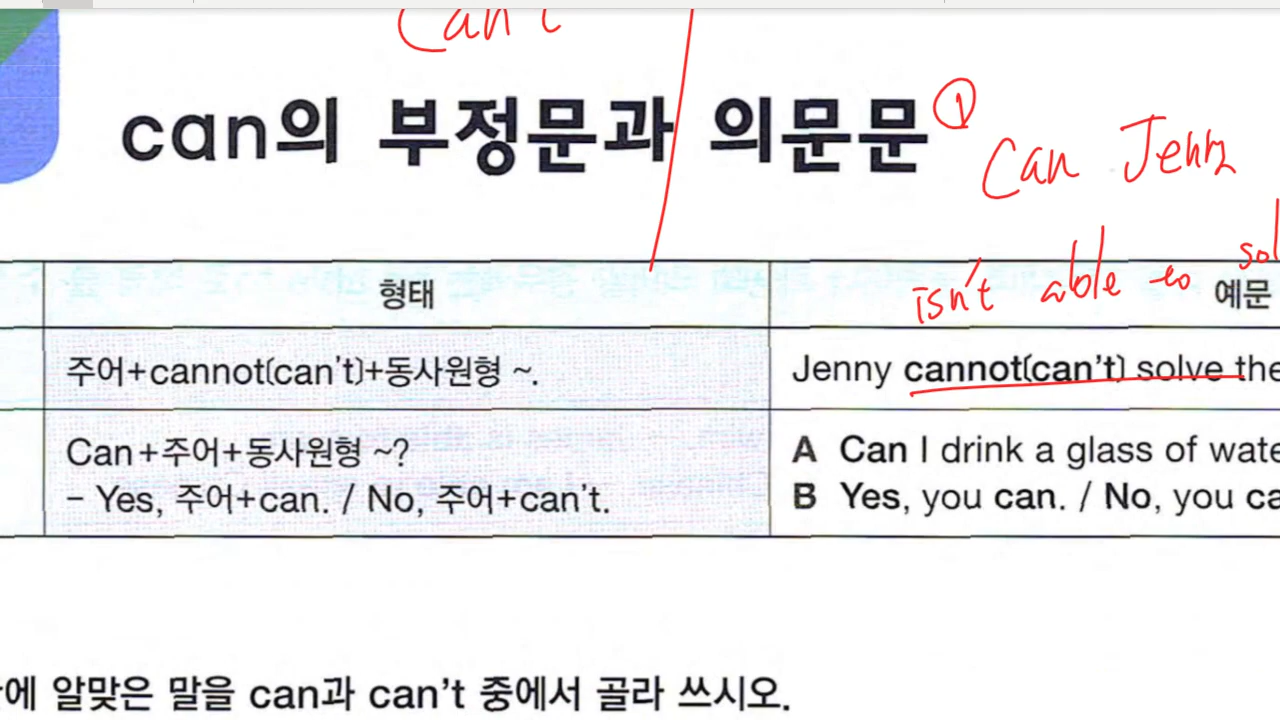 Can't
can의 부정문과 의문문 ①
Can Jenny
isn't able to sol
형태
예문
주어+cannot(can't)+동사원형 ~.
Jenny cannot(can't) solve the
Can+주어+동사원형 ~?
– Yes, 주어+can. / No, 주어+can't.
A Can I drink a glass of wate
B Yes, you can. / No, you ca
에 알맞은 말을 can과 can't 중에서 골라 쓰시오.